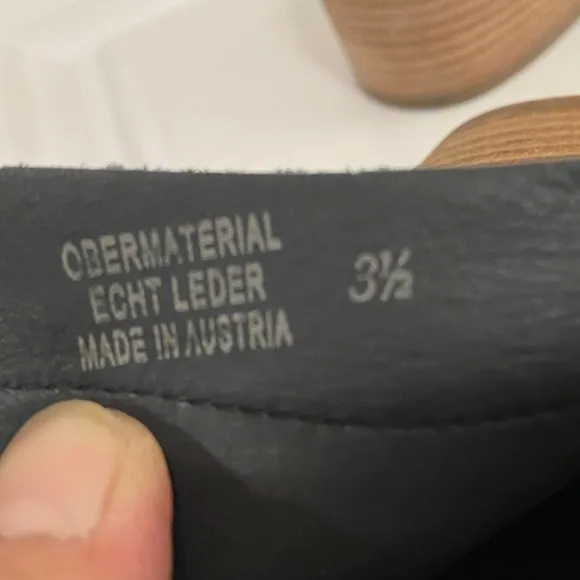 OBERMATERIAL
ECHT LEDER
MADE IN AUSTRIA
3½